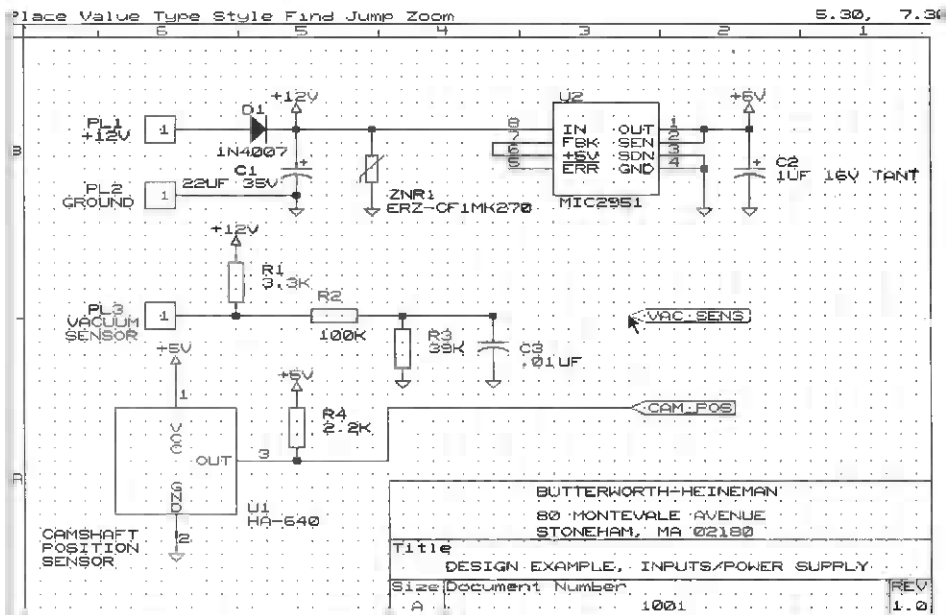 Place Value Type Style Find Jump Zoom 5.30, 7.30
6 5 4 3 2 1
+12V
D1
PL1
+12V
1
1N4007
C1
22UF 35V
PL2
GROUND
1
ZNR1
ERZ-CF1MK270
U2
8
7
6
5
IN OUT
FBK SEN
+5V SDN
ERR GND
1
2
3
4
MIC2951
+5V
C2
1UF 16V TANT
B
+12V
R1
3.3K
PL3
VACUUM
SENSOR
1
R2
100K
R3
39K
C3
.01UF
VAC SENS
+5V
1
VCC
OUT
GND
3
2
+5V
R4
2.2K
CAM POS
U1
HA-640
CAMSHAFT
POSITION
SENSOR
A
BUTTERWORTH-HEINEMAN
80 MONTEVALE AVENUE
STONEHAM, MA 02180
Title
DESIGN EXAMPLE, INPUTS/POWER SUPPLY
Size Document Number REV
A 1001 1.0